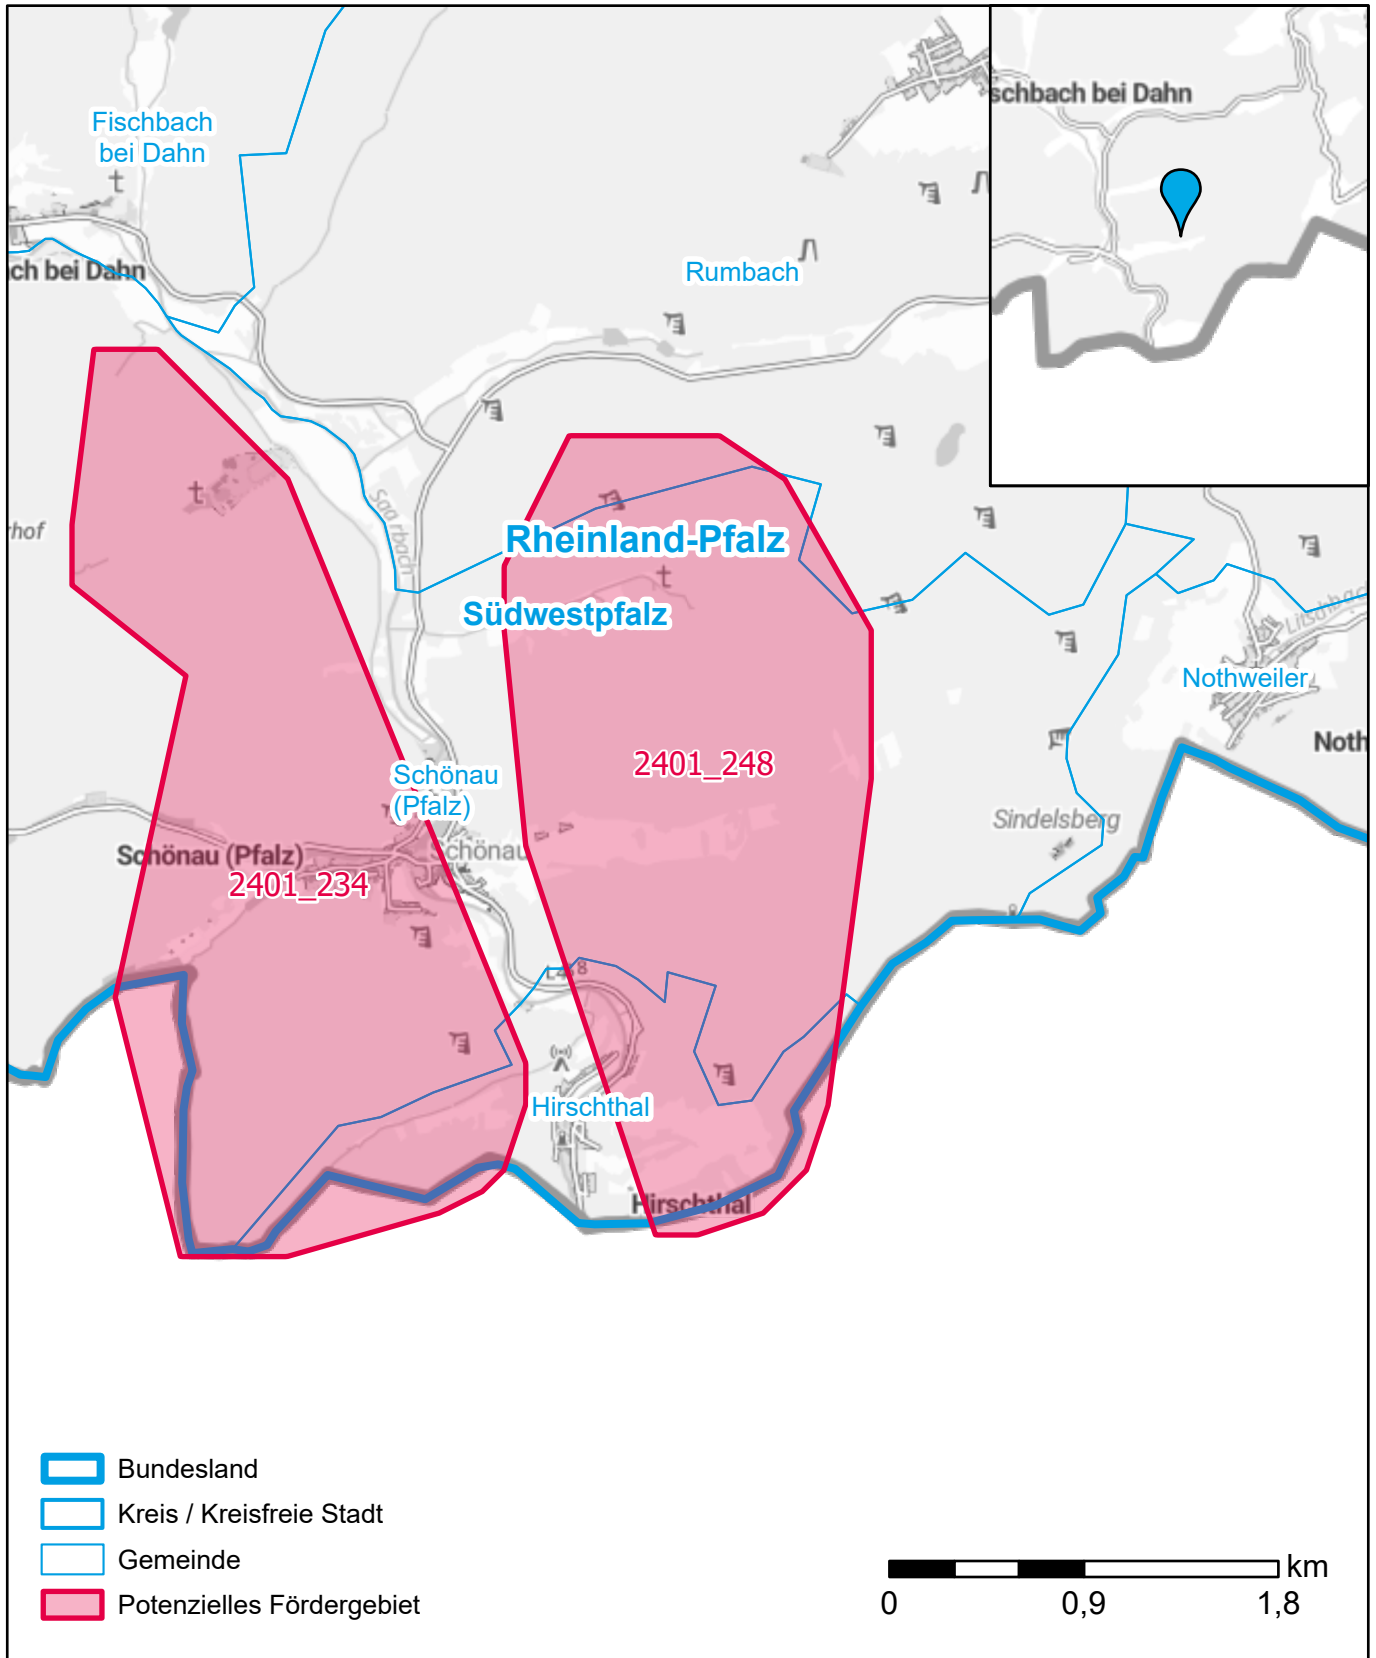 Fischbach
bei Dahn
ch bei Dahn
schbach bei Dahn
Rumbach
rhof
Saarbach
Rheinland-Pfalz
Südwestpfalz
Litschbac
Nothweiler
Noth
2401_248
Schönau
(Pfalz)
Sindelsberg
Schönau (Pfalz)
Schönau
2401_234
Hirschthal
Hirschthal
Bundesland
Kreis / Kreisfreie Stadt
Gemeinde
Potenzielles Fördergebiet
km
0 0,9 1,8